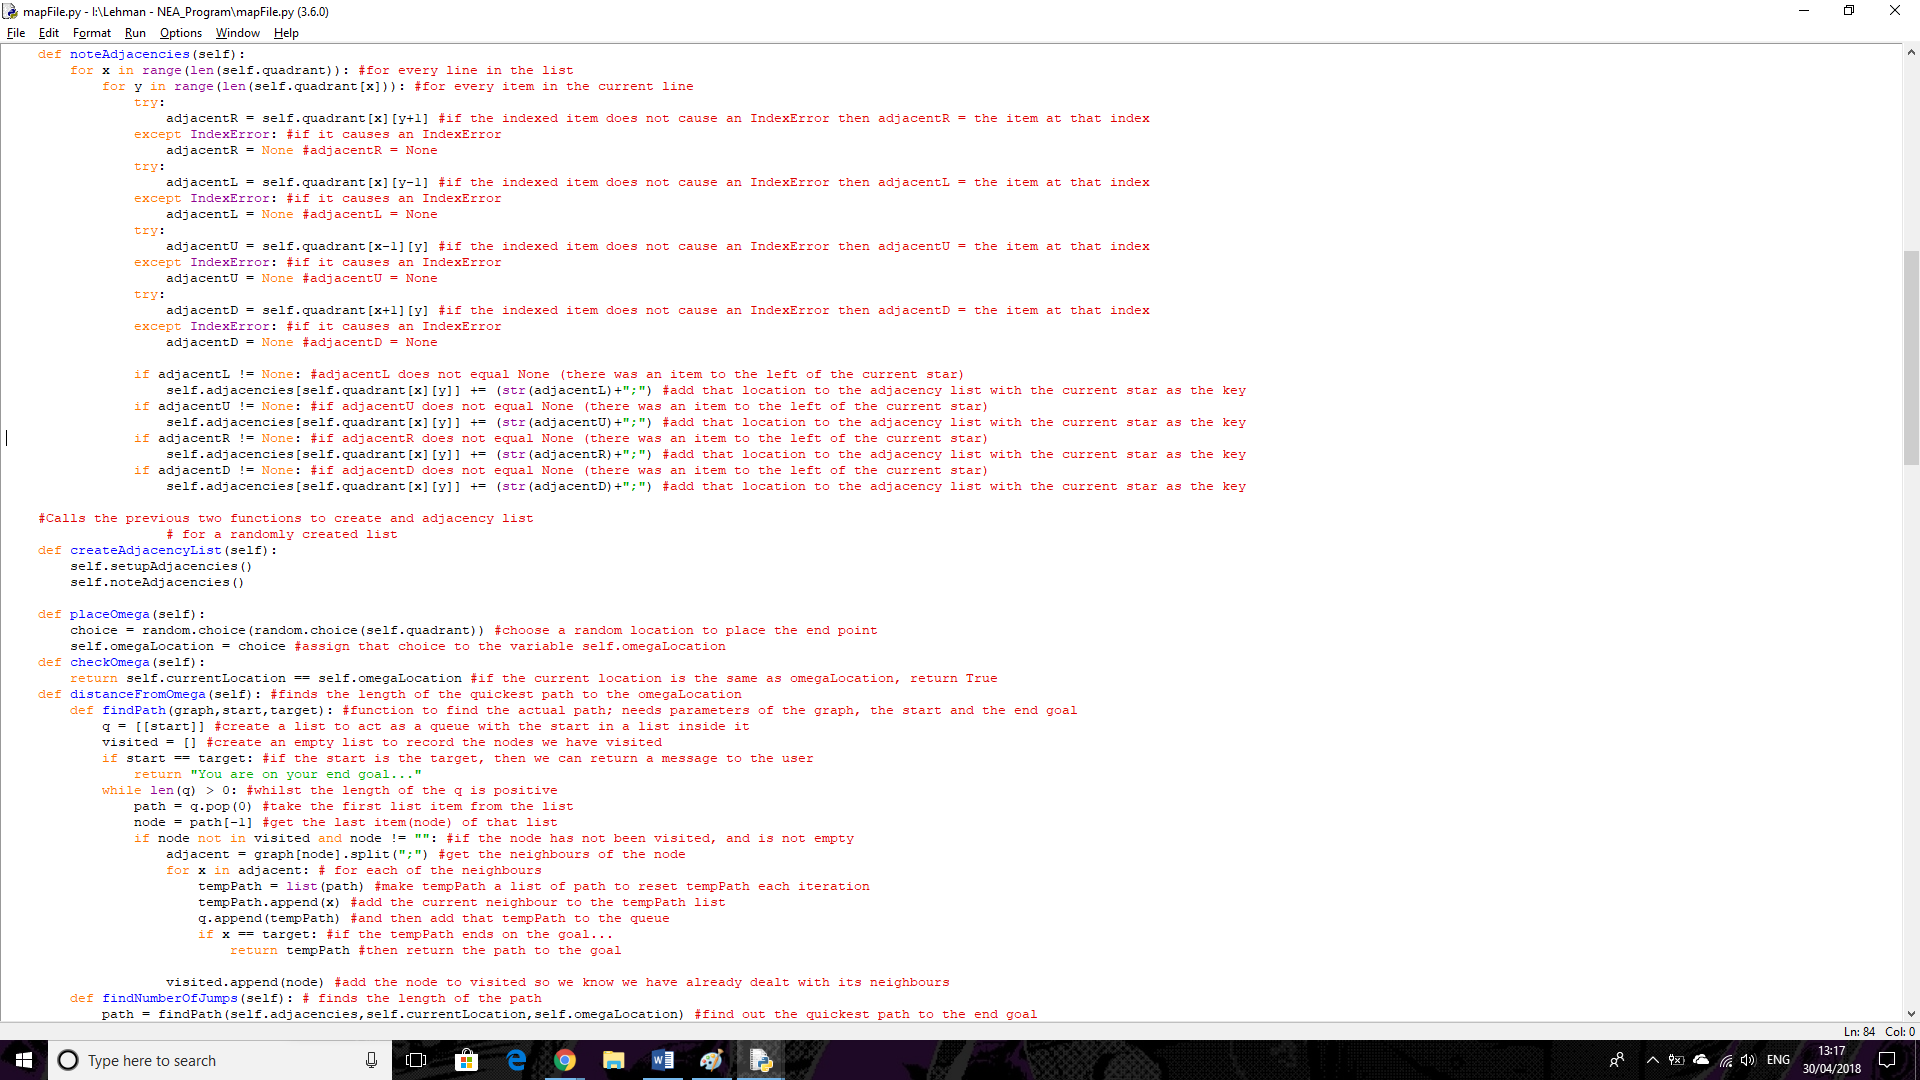 mapFile.py - I:\Lehman - NEA_Program\mapFile.py (3.6.0)
File Edit Format Run Options Window Help
    def noteAdjacencies(self):
        for x in range(len(self.quadrant)): #for every line in the list
            for y in range(len(self.quadrant[x])): #for every item in the current line
                try:
                    adjacentR = self.quadrant[x][y+1] #if the indexed item does not cause an IndexError then adjacentR = the item at that index
                except IndexError: #if it causes an IndexError
                    adjacentR = None #adjacentR = None
                try:
                    adjacentL = self.quadrant[x][y-1] #if the indexed item does not cause an IndexError then adjacentL = the item at that index
                except IndexError: #if it causes an IndexError
                    adjacentL = None #adjacentL = None
                try:
                    adjacentU = self.quadrant[x-1][y] #if the indexed item does not cause an IndexError then adjacentU = the item at that index
                except IndexError: #if it causes an IndexError
                    adjacentU = None #adjacentU = None
                try:
                    adjacentD = self.quadrant[x+1][y] #if the indexed item does not cause an IndexError then adjacentD = the item at that index
                except IndexError: #if it causes an IndexError
                    adjacentD = None #adjacentD = None

                if adjacentL != None: #adjacentL does not equal None (there was an item to the left of the current star)
                    self.adjacencies[self.quadrant[x][y]] += (str(adjacentL)+";") #add that location to the adjacency list with the current star as the key
                if adjacentU != None: #if adjacentU does not equal None (there was an item to the left of the current star)
                    self.adjacencies[self.quadrant[x][y]] += (str(adjacentU)+";") #add that location to the adjacency list with the current star as the key
                if adjacentR != None: #if adjacentR does not equal None (there was an item to the left of the current star)
                    self.adjacencies[self.quadrant[x][y]] += (str(adjacentR)+";") #add that location to the adjacency list with the current star as the key
                if adjacentD != None: #if adjacentD does not equal None (there was an item to the left of the current star)
                    self.adjacencies[self.quadrant[x][y]] += (str(adjacentD)+";") #add that location to the adjacency list with the current star as the key

    #Calls the previous two functions to create and adjacency list
                    # for a randomly created list
    def createAdjacencyList(self):
        self.setupAdjacencies()
        self.noteAdjacencies()

    def placeOmega(self):
        choice = random.choice(random.choice(self.quadrant)) #choose a random location to place the end point
        self.omegaLocation = choice #assign that choice to the variable self.omegaLocation
    def checkOmega(self):
        return self.currentLocation == self.omegaLocation #if the current location is the same as omegaLocation, return True
    def distanceFromOmega(self): #finds the length of the quickest path to the omegaLocation
        def findPath(graph,start,target): #function to find the actual path; needs parameters of the graph, the start and the end goal
            q = [[start]] #create a list to act as a queue with the start in a list inside it
            visited = [] #create an empty list to record the nodes we have visited
            if start == target: #if the start is the target, then we can return a message to the user
                return "You are on your end goal..."
            while len(q) > 0: #whilst the length of the q is positive
                path = q.pop(0) #take the first list item from the list
                node = path[-1] #get the last item(node) of that list
                if node not in visited and node != "": #if the node has not been visited, and is not empty
                    adjacent = graph[node].split(";") #get the neighbours of the node
                    for x in adjacent: # for each of the neighbours
                        tempPath = list(path) #make tempPath a list of path to reset tempPath each iteration
                        tempPath.append(x) #add the current neighbour to the tempPath list
                        q.append(tempPath) #and then add that tempPath to the queue
                        if x == target: #if the tempPath ends on the goal...
                            return tempPath #then return the path to the goal

                    visited.append(node) #add the node to visited so we know we have already dealt with its neighbours
        def findNumberOfJumps(self): # finds the length of the path
            path = findPath(self.adjacencies,self.currentLocation,self.omegaLocation) #find out the quickest path to the end goal
Ln: 84 Col: 0
Type here to search
ENG
13:17
30/04/2018